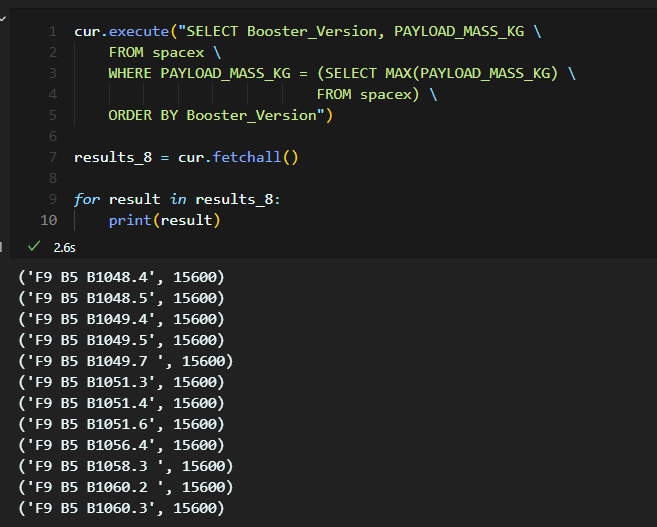 1 cur.execute("SELECT Booster_Version, PAYLOAD_MASS_KG \
2 FROM spacex \
3 WHERE PAYLOAD_MASS_KG = (SELECT MAX(PAYLOAD_MASS_KG) \
4 FROM spacex) \
5 ORDER BY Booster_Version")
6
7 results_8 = cur.fetchall()
8
9 for result in results_8:
10 print(result)
2.6s
('F9 B5 B1048.4', 15600)
('F9 B5 B1048.5', 15600)
('F9 B5 B1049.4', 15600)
('F9 B5 B1049.5', 15600)
('F9 B5 B1049.7 ', 15600)
('F9 B5 B1051.3', 15600)
('F9 B5 B1051.4', 15600)
('F9 B5 B1051.6', 15600)
('F9 B5 B1056.4', 15600)
('F9 B5 B1058.3 ', 15600)
('F9 B5 B1060.2 ', 15600)
('F9 B5 B1060.3', 15600)